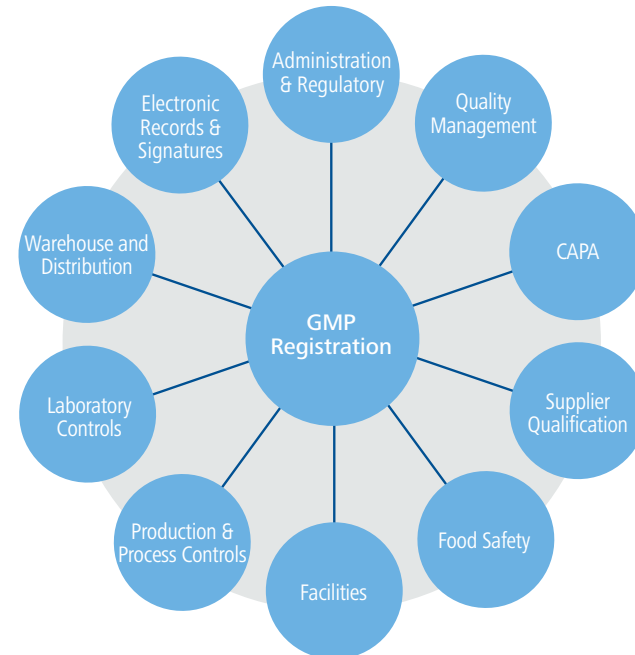 Administration
& Regulatory
Quality
Management
CAPA
Supplier
Qualification
Food Safety
Facilities
Production &
Process Controls
Laboratory
Controls
Warehouse and
Distribution
Electronic
Records &
Signatures
GMP
Registration